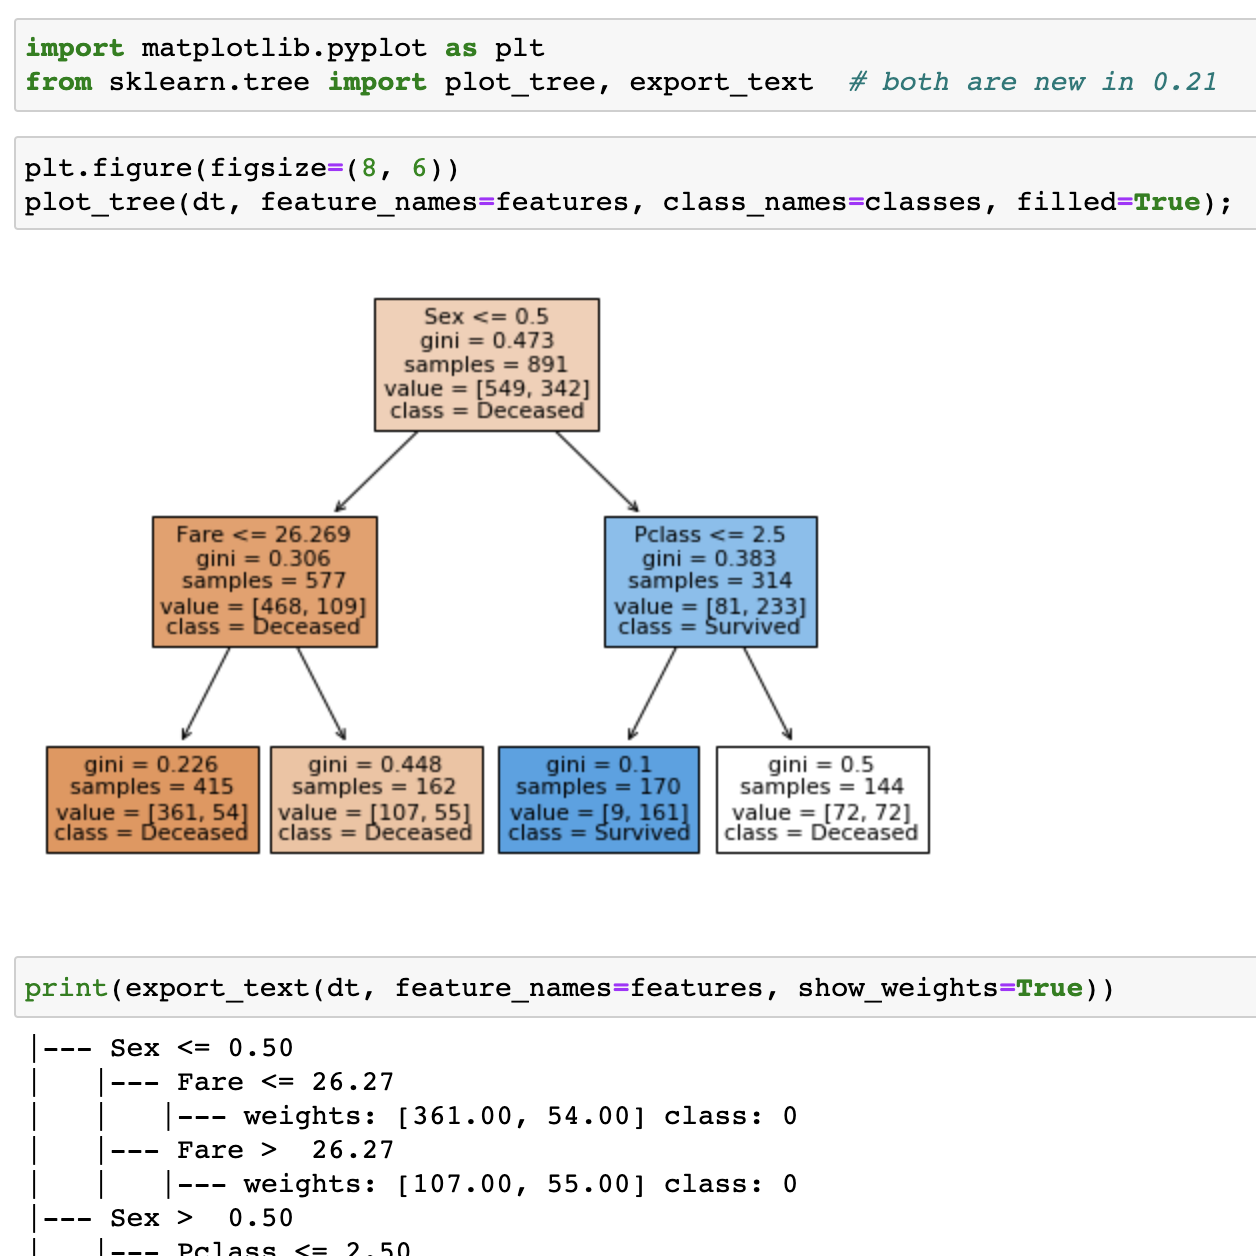 import matplotlib.pyplot as plt
from sklearn.tree import plot_tree, export_text  # both are new in 0.21
plt.figure(figsize=(8, 6))
plot_tree(dt, feature_names=features, class_names=classes, filled=True);
Sex <= 0.5
gini = 0.473
samples = 891
value = [549, 342]
class = Deceased
Fare <= 26.269
gini = 0.306
samples = 577
value = [468, 109]
class = Deceased
Pclass <= 2.5
gini = 0.383
samples = 314
value = [81, 233]
class = Survived
gini = 0.226
samples = 415
value = [361, 54]
class = Deceased
gini = 0.448
samples = 162
value = [107, 55]
class = Deceased
gini = 0.1
samples = 170
value = [9, 161]
class = Survived
gini = 0.5
samples = 144
value = [72, 72]
class = Deceased
print(export_text(dt, feature_names=features, show_weights=True))
|--- Sex <= 0.50
|   |--- Fare <= 26.27
|   |   |--- weights: [361.00, 54.00] class: 0
|   |--- Fare >  26.27
|   |   |--- weights: [107.00, 55.00] class: 0
|--- Sex >  0.50
|   |--- Pclass <= 2.50